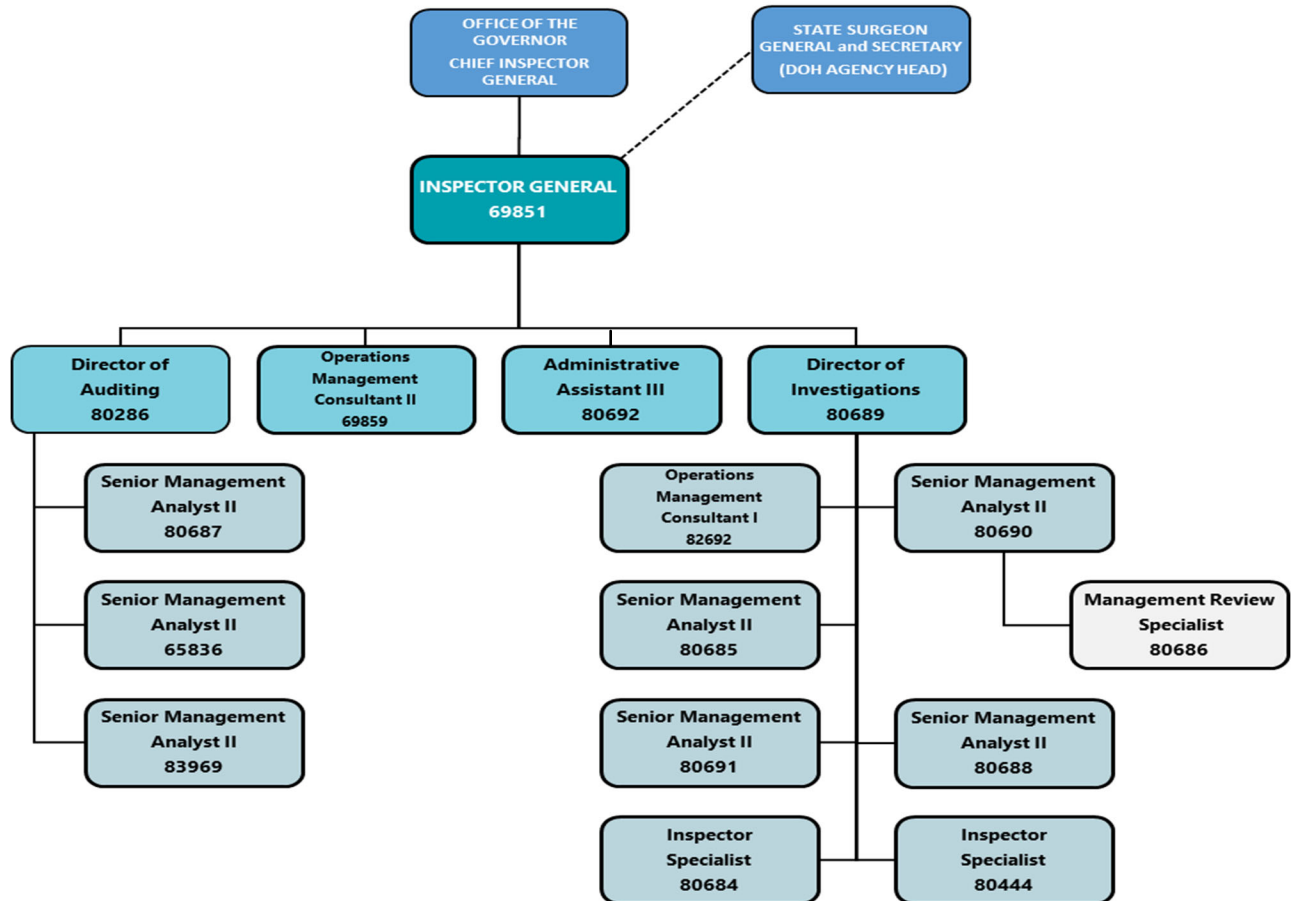 OFFICE OF THE
GOVERNOR
CHIEF INSPECTOR
GENERAL
STATE SURGEON
GENERAL and SECRETARY
(DOH AGENCY HEAD)
INSPECTOR GENERAL
69851
Director of
Auditing
80286
Operations
Management
Consultant II
69859
Administrative
Assistant III
80692
Director of
Investigations
80689
Senior Management
Analyst II
80687
Senior Management
Analyst II
65836
Senior Management
Analyst II
83969
Operations
Management
Consultant I
82692
Senior Management
Analyst II
80690
Senior Management
Analyst II
80685
Management Review
Specialist
80686
Senior Management
Analyst II
80691
Senior Management
Analyst II
80688
Inspector
Specialist
80684
Inspector
Specialist
80444